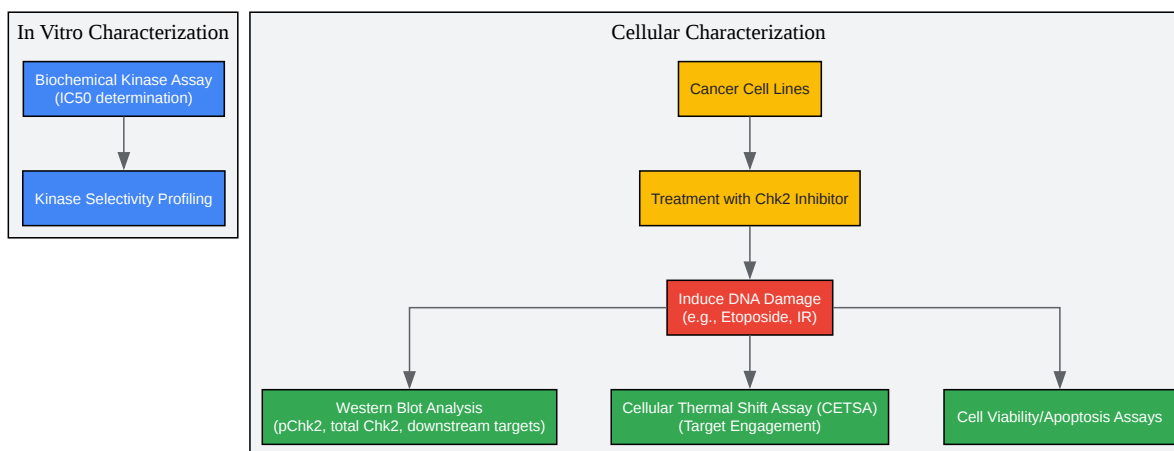 In Vitro Characterization
Biochemical Kinase Assay
(IC50 determination)
Kinase Selectivity Profiling
Cellular Characterization
Cancer Cell Lines
Treatment with Chk2 Inhibitor
Induce DNA Damage
(e.g., Etoposide, IR)
Western Blot Analysis
(pChk2, total Chk2, downstream targets)
Cellular Thermal Shift Assay (CETSA)
(Target Engagement)
Cell Viability/Apoptosis Assays